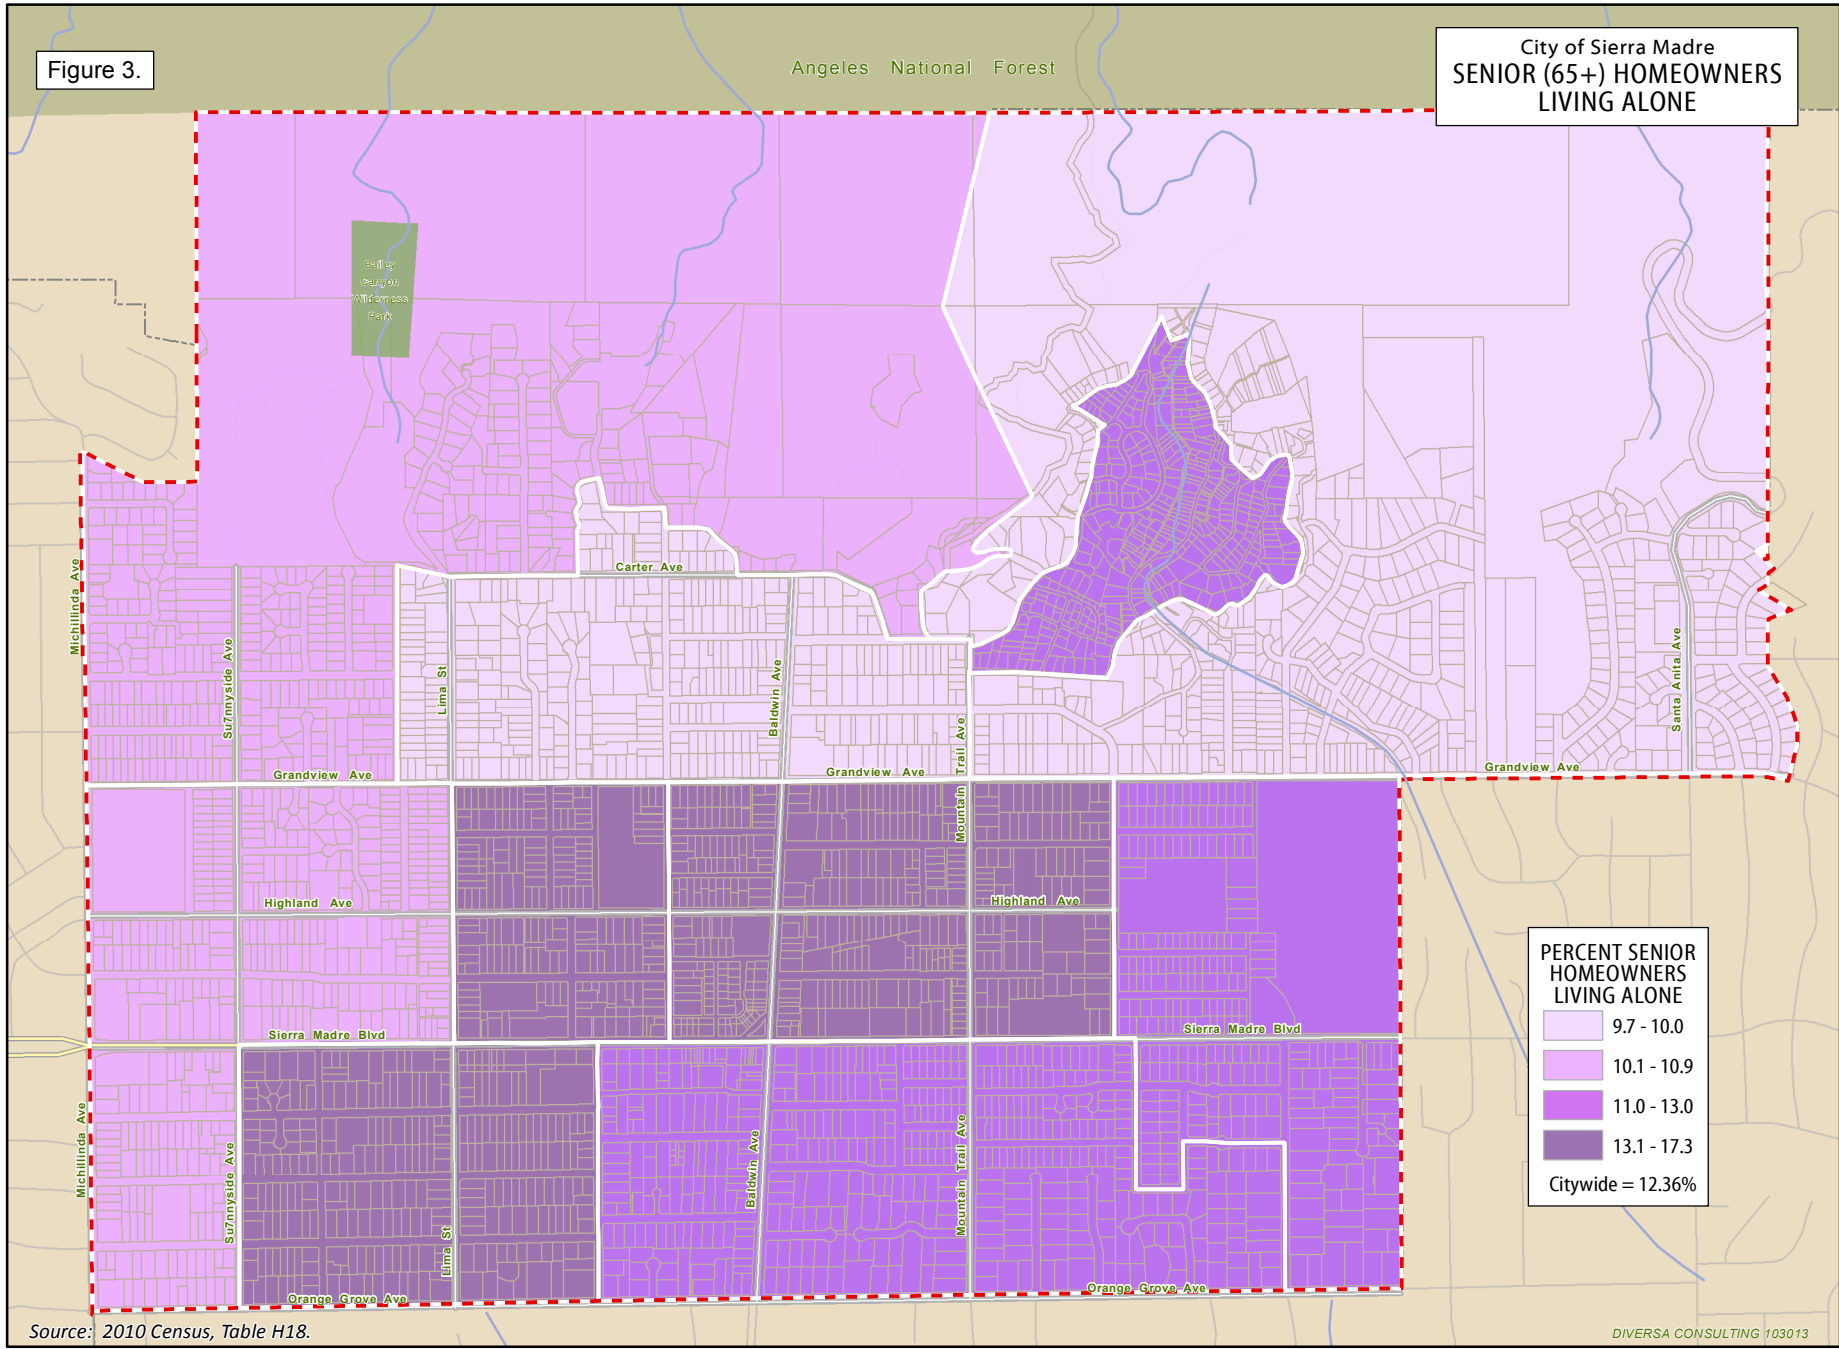 Figure 3.
Angeles National Forest
City of Sierra Madre
SENIOR (65+) HOMEOWNERS
LIVING ALONE
Bailey
Canyon
Wilderness
Park
Carter Ave
Michillinda Ave
Su7nnyside Ave
Lima St
Baldwin Ave
Mountain Trail Ave
Santa Anita Ave
Grandview Ave
Grandview Ave
Grandview Ave
Highland Ave
Highland Ave
Sierra Madre Blvd
Sierra Madre Blvd
Michillinda Ave
Su7nnyside Ave
Lima St
Baldwin Ave
Mountain Trail Ave
Orange Grove Ave
Orange Grove Ave
PERCENT SENIOR
HOMEOWNERS
LIVING ALONE
9.7 - 10.0
10.1 - 10.9
11.0 - 13.0
13.1 - 17.3
Citywide = 12.36%
Source: 2010 Census, Table H18.
DIVERSA CONSULTING 103013